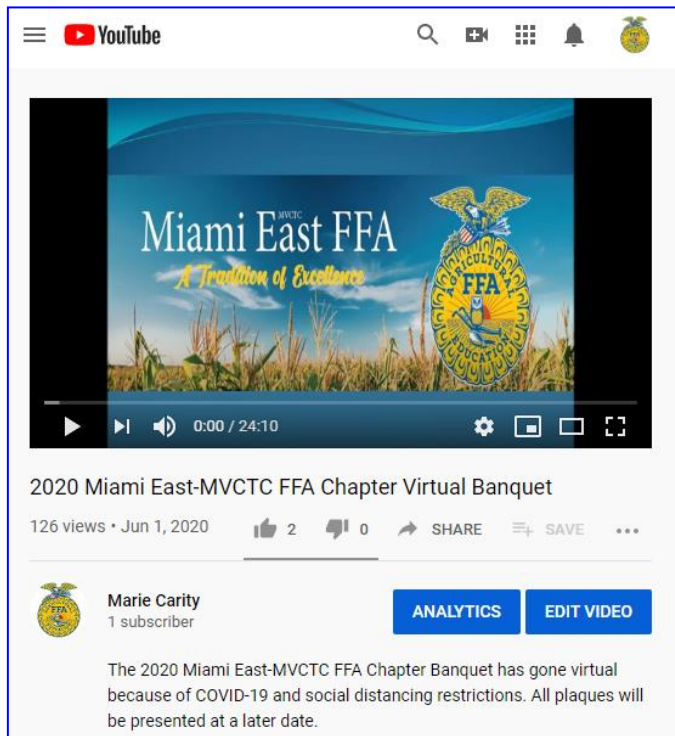 YouTube
MVCTC
Miami East FFA
A Tradition of Excellence
AGRICULTURAL
FFA
EDUCATION
0:00 / 24:10
2020 Miami East-MVCTC FFA Chapter Virtual Banquet
126 views • Jun 1, 2020 2 0 SHARE SAVE
Marie Carity
1 subscriber
ANALYTICS EDIT VIDEO
The 2020 Miami East-MVCTC FFA Chapter Banquet has gone virtual
because of COVID-19 and social distancing restrictions. All plaques will
be presented at a later date.